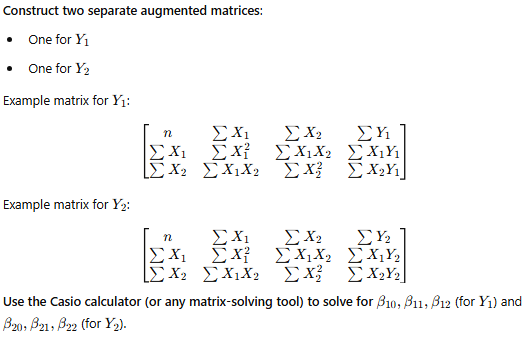 Construct two separate augmented matrices:
• One for Y₁
• One for Y₂
Example matrix for Y₁:
[ n ∑X₁ ∑X₂ ∑Y₁ ]
[ ∑X₁ ∑X₁² ∑X₁X₂ ∑X₁Y₁ ]
[ ∑X₂ ∑X₁X₂ ∑X₂² ∑X₂Y₁ ]
Example matrix for Y₂:
[ n ∑X₁ ∑X₂ ∑Y₂ ]
[ ∑X₁ ∑X₁² ∑X₁X₂ ∑X₁Y₂ ]
[ ∑X₂ ∑X₁X₂ ∑X₂² ∑X₂Y₂ ]
Use the Casio calculator (or any matrix-solving tool) to solve for β₁₀, β₁₁, β₁₂ (for Y₁) and
β₂₀, β₂₁, β₂₂ (for Y₂).